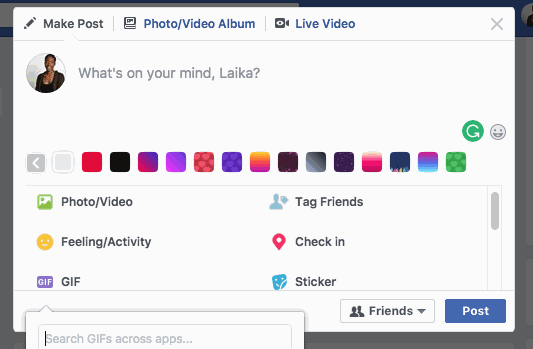 Make Post
Photo/Video Album
Live Video
What's on your mind, Laika?
Photo/Video
Tag Friends
Feeling/Activity
Check in
GIF
GIF
Sticker
Friends
Post
Search GIFs across apps...